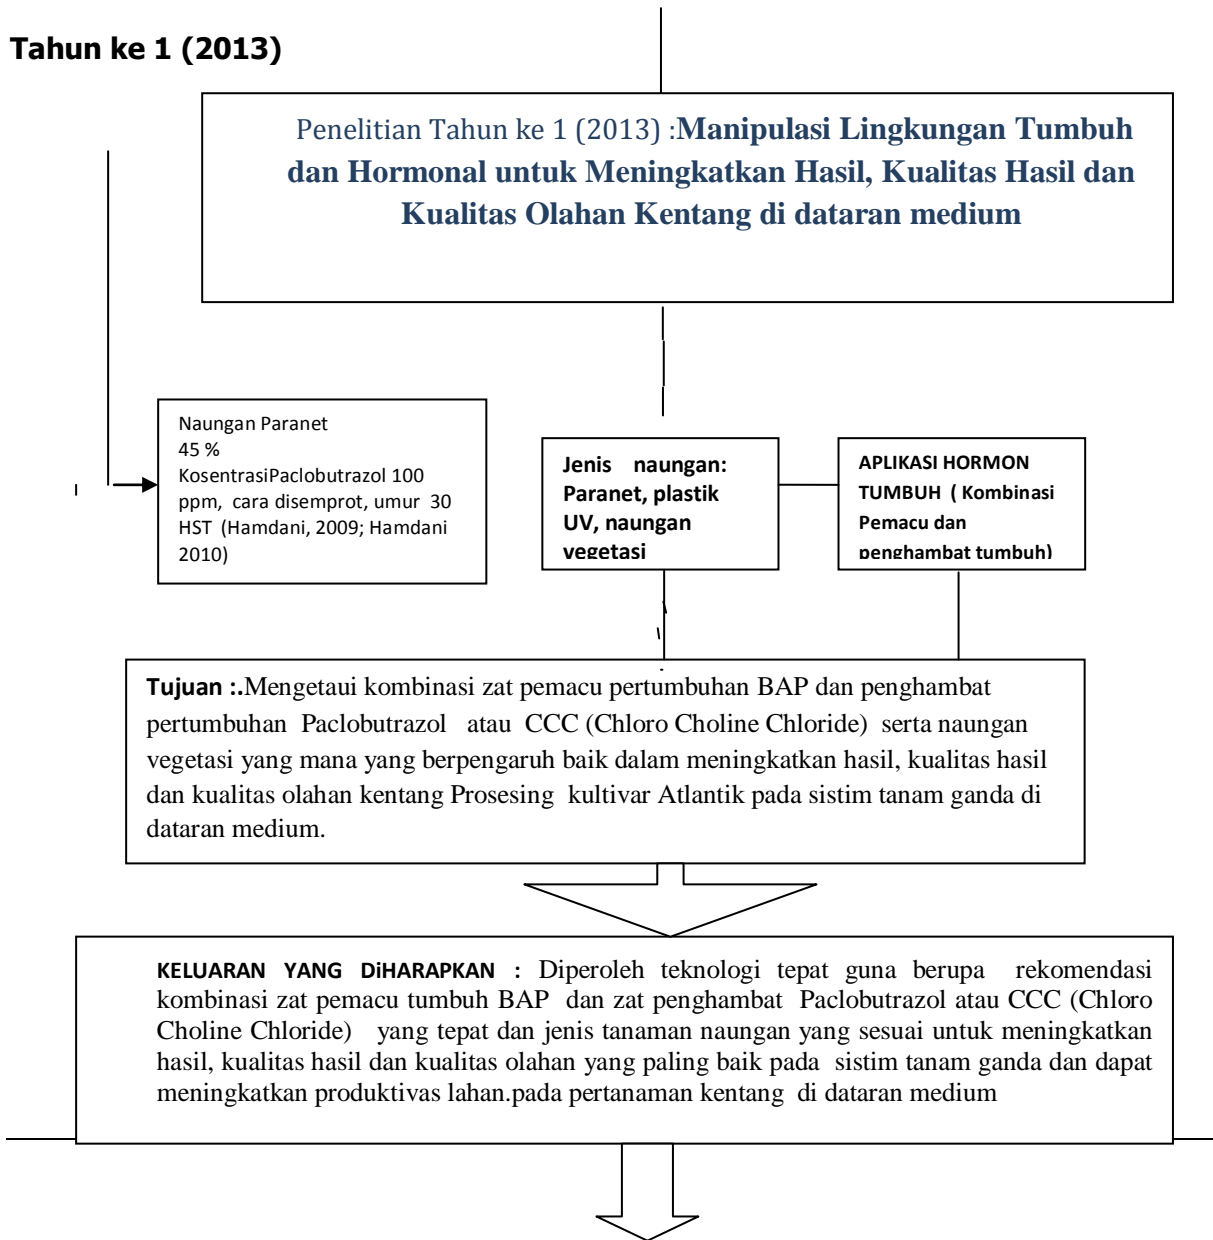 Tahun ke 1 (2013)
Penelitian Tahun ke 1 (2013) :Manipulasi Lingkungan Tumbuh
dan Hormonal untuk Meningkatkan Hasil, Kualitas Hasil dan
Kualitas Olahan Kentang di dataran medium
Naungan Paranet
45 %
KosentrasiPaclobutrazol 100
ppm, cara disemprot, umur 30
HST (Hamdani, 2009; Hamdani
2010)
Jenis naungan:
Paranet, plastik
UV, naungan
vegetasi
APLIKASI HORMON
TUMBUH ( Kombinasi
Pemacu dan
penghambat tumbuh)
Tujuan :.Mengetaui kombinasi zat pemacu pertumbuhan BAP dan penghambat
pertumbuhan Paclobutrazol atau CCC (Chloro Choline Chloride) serta naungan
vegetasi yang mana yang berpengaruh baik dalam meningkatkan hasil, kualitas hasil
dan kualitas olahan kentang Prosesing kultivar Atlantik pada sistim tanam ganda di
dataran medium.
KELUARAN YANG DiHARAPKAN : Diperoleh teknologi tepat guna berupa rekomendasi
kombinasi zat pemacu tumbuh BAP dan zat penghambat Paclobutrazol atau CCC (Chloro
Choline Chloride) yang tepat dan jenis tanaman naungan yang sesuai untuk meningkatkan
hasil, kualitas hasil dan kualitas olahan yang paling baik pada sistim tanam ganda dan dapat
meningkatkan produktivas lahan.pada pertanaman kentang di dataran medium